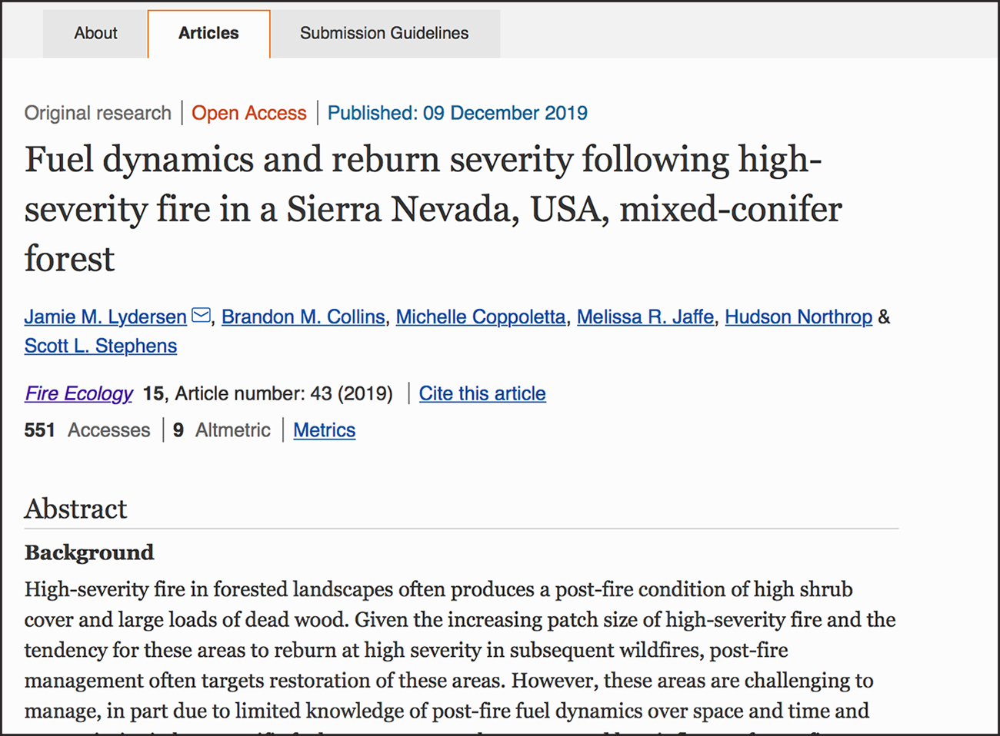 About
Articles
Submission Guidelines
Original research | Open Access | Published: 09 December 2019
Fuel dynamics and reburn severity following high-
severity fire in a Sierra Nevada, USA, mixed-conifer
forest
Jamie M. Lydersen, Brandon M. Collins, Michelle Coppoletta, Melissa R. Jaffe, Hudson Northrop &
Scott L. Stephens
Fire Ecology 15, Article number: 43 (2019) | Cite this article
551 Accesses | 9 Altmetric | Metrics
Abstract
Background
High-severity fire in forested landscapes often produces a post-fire condition of high shrub
cover and large loads of dead wood. Given the increasing patch size of high-severity fire and the
tendency for these areas to reburn at high severity in subsequent wildfires, post-fire
management often targets restoration of these areas. However, these areas are challenging to
manage, in part due to limited knowledge of post-fire fuel dynamics over space and time and